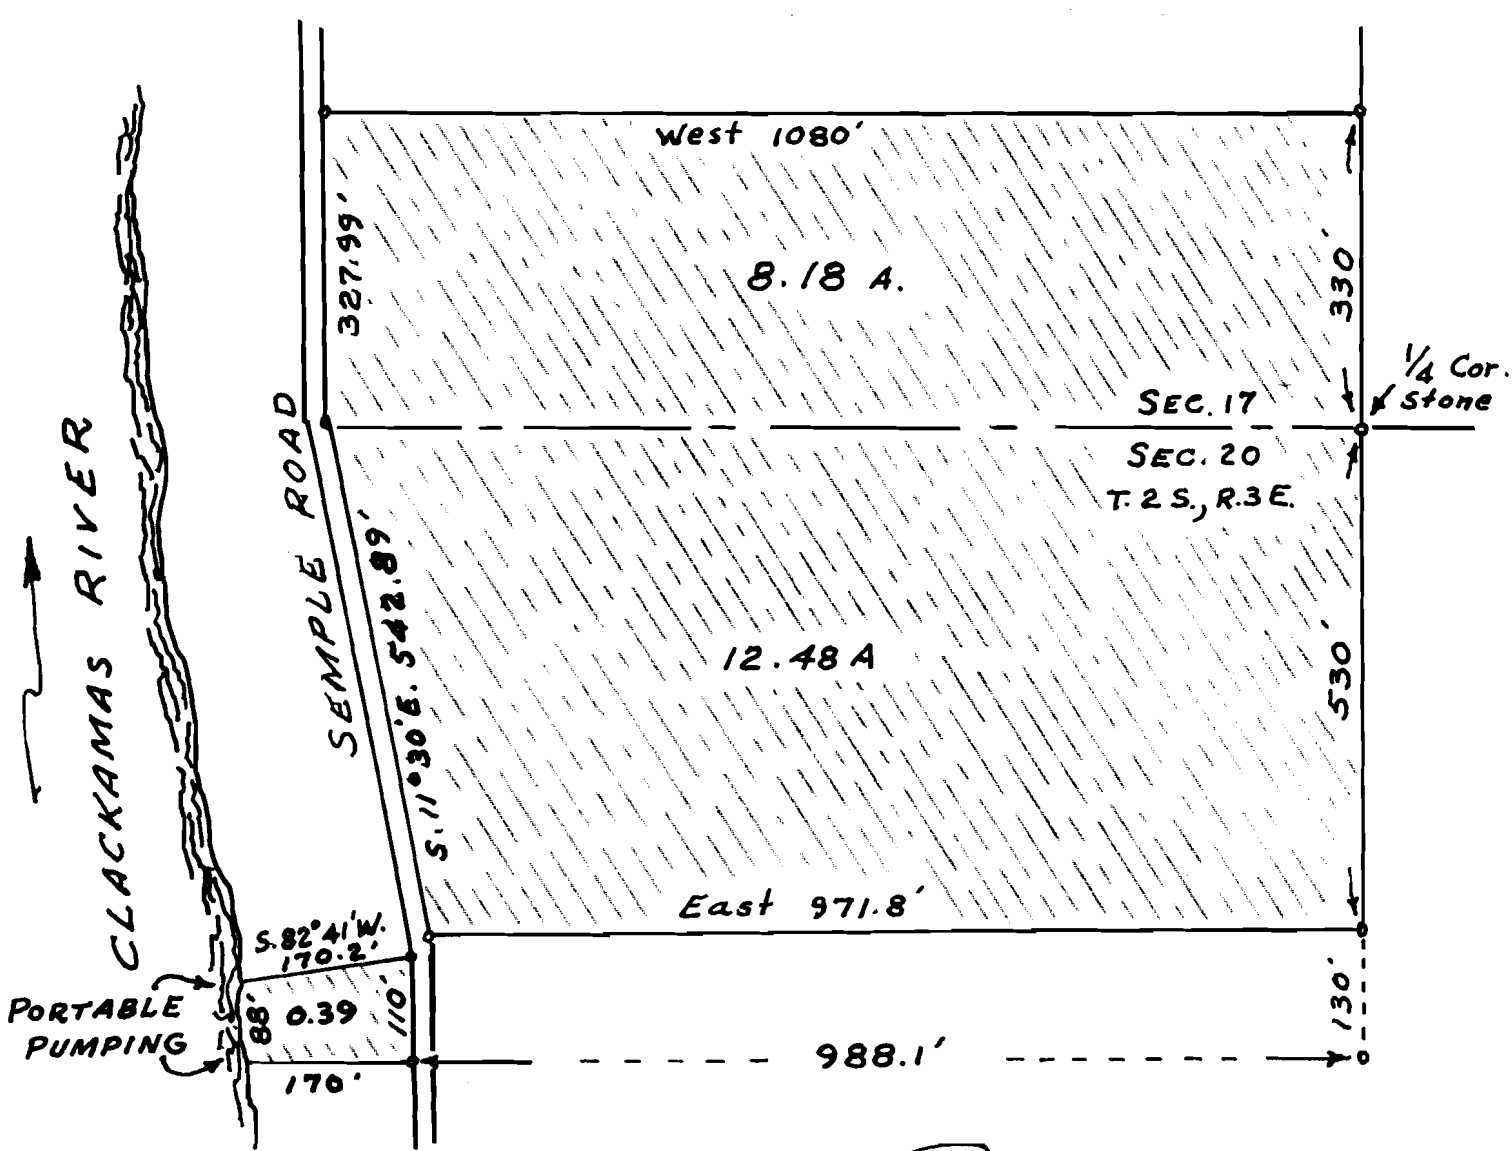 West 1080'
327.99'
8.18 A.
330'
1/4 Cor.
stone
SEC. 17
SEC. 20
T. 2 S., R. 3 E.
CLACKAMAS RIVER
SEMPLE ROAD
S. 11°30' E. 542.89'
12.48 A
530'
East 971.8'
S. 82°41' W.
170.2'
PORTABLE
PUMPING
88'
0.39
110'
170'
988.1'
130'